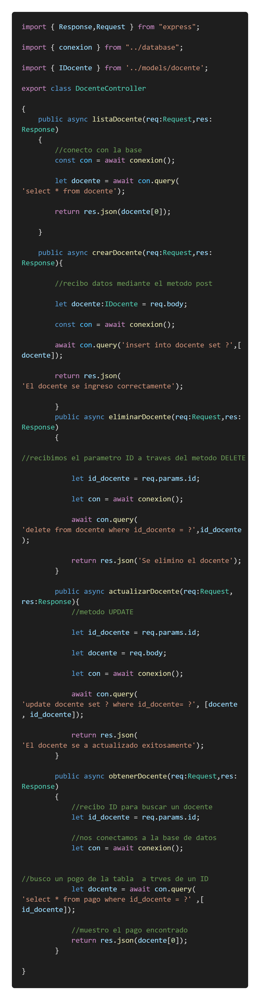 import { Response,Request } from "express";
import { conexion } from "../database";
import { IDocente } from '../models/docente';
export class DocenteController
{
    public async listaDocente(req:Request,res:
Response)
    {
        //conecto con la base
        const con = await conexion();
        let docente = await con.query(
'select * from docente');
        return res.json(docente[0]);
    }
    public async crearDocente(req:Request,res:
Response){
        //recibo datos mediante el metodo post
        let docente:IDocente = req.body;
        const con = await conexion();
        await con.query('insert into docente set ?',[
docente]);
        return res.json(
'El docente se ingreso correctamente');
        }
        public async eliminarDocente(req:Request,res:
Response)
        {
//recibimos el parametro ID a traves del metodo DELETE
            let id_docente = req.params.id;
            let con = await conexion();
            await con.query(
'delete from docente where id_docente = ?',id_docente
);
            return res.json('Se elimino el docente');
        }
        public async actualizarDocente(req:Request,
res:Response){
            //metodo UPDATE
            let id_docente = req.params.id;
            let docente = req.body;
            let con = await conexion();
            await con.query(
'update docente set ? where id_docente= ?', [docente
, id_docente]);
            return res.json(
'El docente se a actualizado exitosamente');
        }
        public async obtenerDocente(req:Request,res:
Response)
        {
            //recibo ID para buscar un docente
            let id_docente = req.params.id;
            //nos conectamos a la base de datos
            let con = await conexion();
//busco un pogo de la tabla  a trves de un ID
            let docente = await con.query(
'select * from pago where id_docente = ?' ,[
id_docente]);
            //muestro el pago encontrado
            return res.json(docente[0]);
        }
}